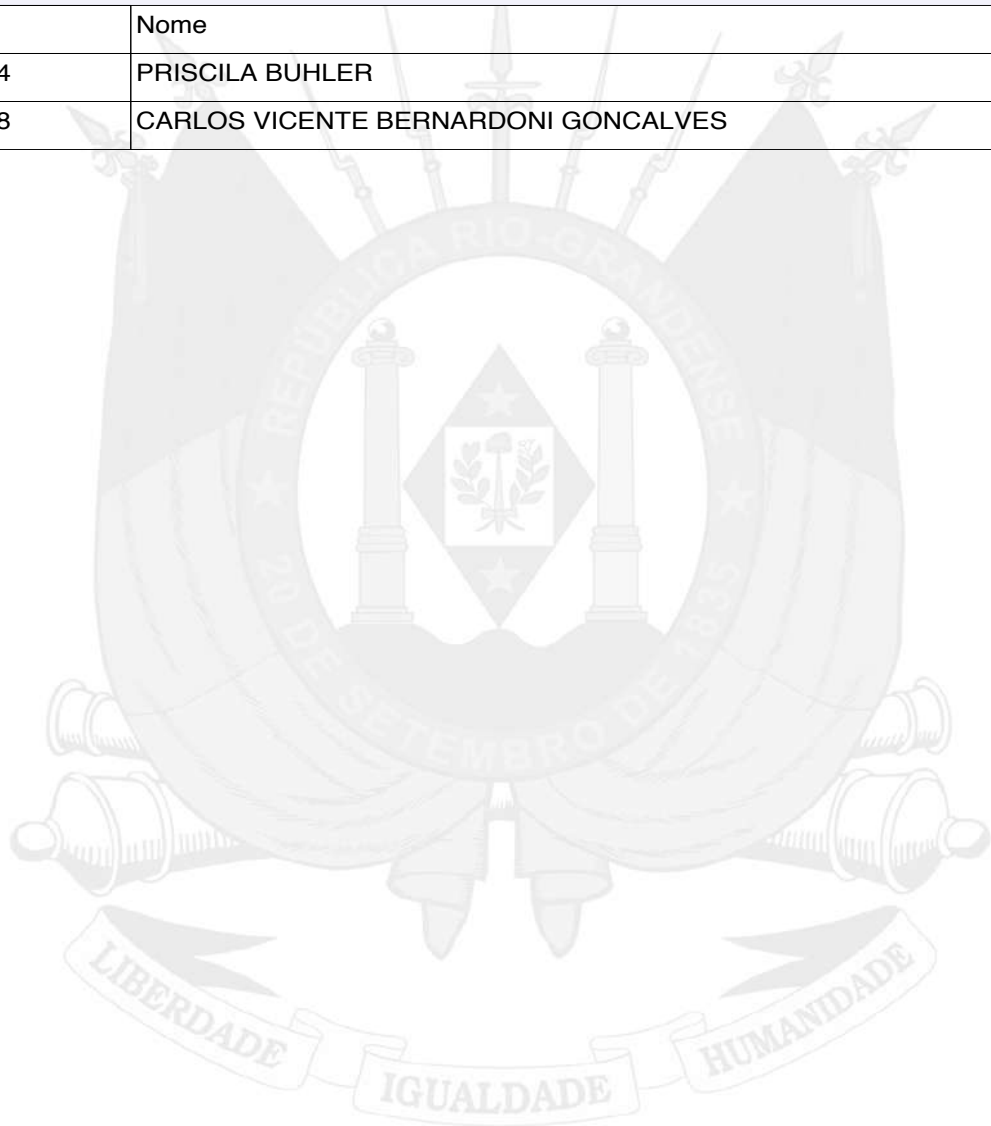 Nome
4 PRISCILA BUHLER
8 CARLOS VICENTE BERNARDONI GONCALVES
REPÚBLICA RIO-GRANDENSE
★ 20 DE SETEMBRO DE 1835 ★
LIBERDADE IGUALDADE HUMANIDADE